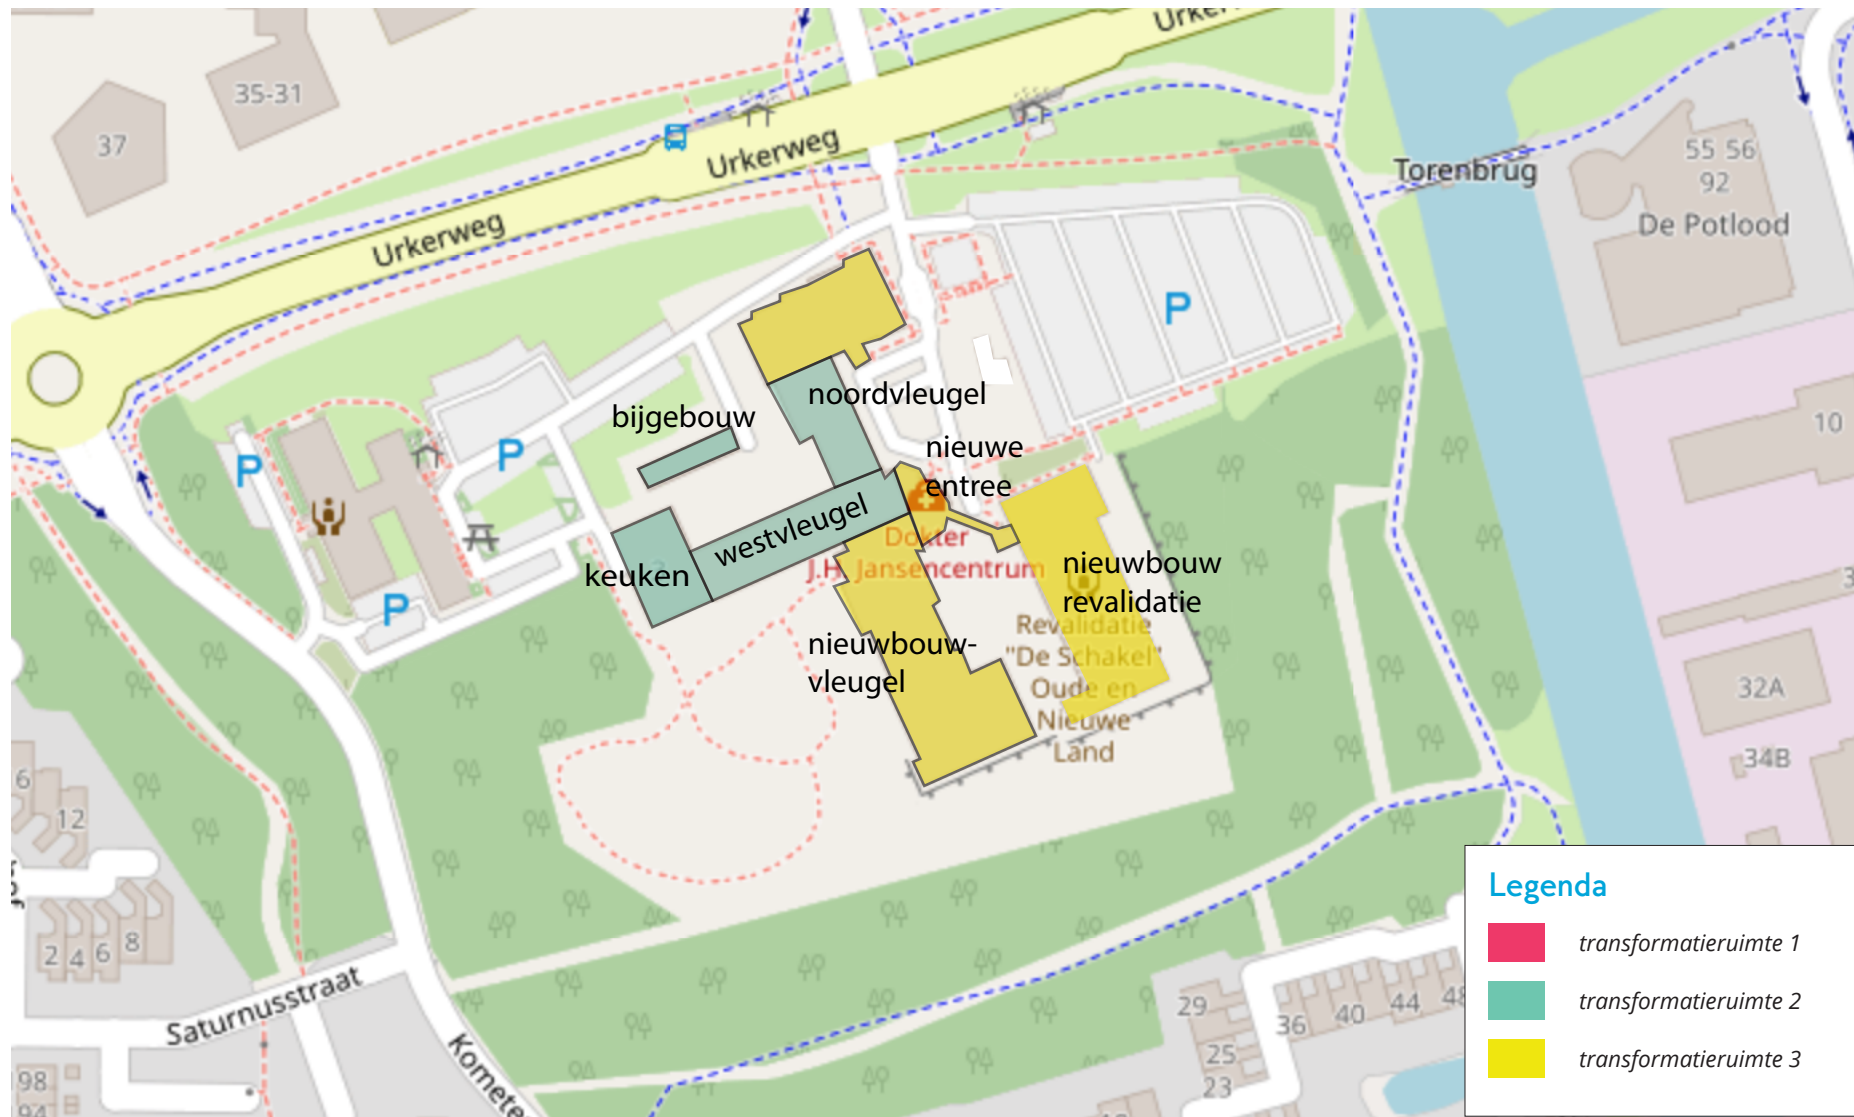 Urkerweg
35-31
37
Urkerweg
Urkerweg
Torenbrug
55 56
92
De Potlood
P
10
noordvleugel
bijgebouw
nieuwe
entree
P
P
westvleugel
keuken
Dokter
J.H. Jansencentrum
nieuwbouw
revalidatie
P
Revalidatie
"De Schakel"
Oude en
Nieuwe
Land
nieuwbouw-
vleugel
32A
34B
6
12
2 4 6 8
Saturnusstraat
Komete
98
94
29
25
23
36
40
44
48
Legenda
transformatieruimte 1
transformatieruimte 2
transformatieruimte 3